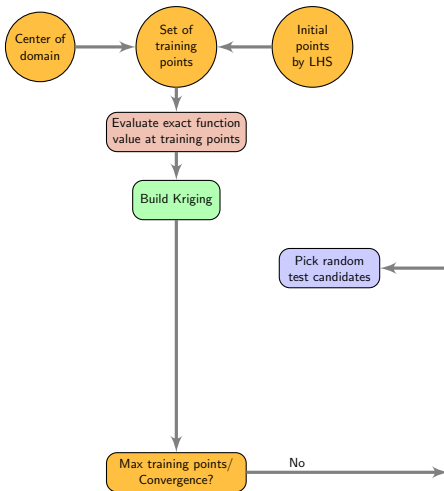 Center of
domain
Set of
training
points
Initial
points
by LHS
Evaluate exact function
value at training points
Build Kriging
Pick random
test candidates
Max training points/
Convergence?
No